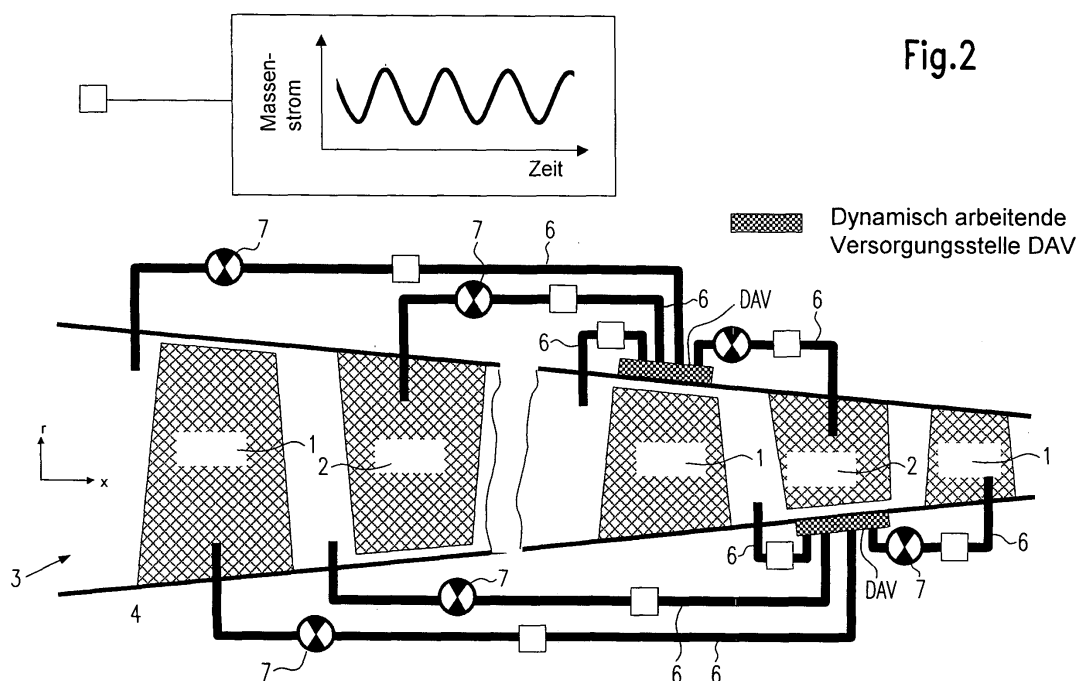 Fig.2
Massen-
strom
Zeit
Dynamisch arbeitende
Versorgungsstelle DAV
7
6
7
6
DAV
6
6
1
2
1
2
1
r
x
3
4
7
7
6
6
6
DAV
7
6